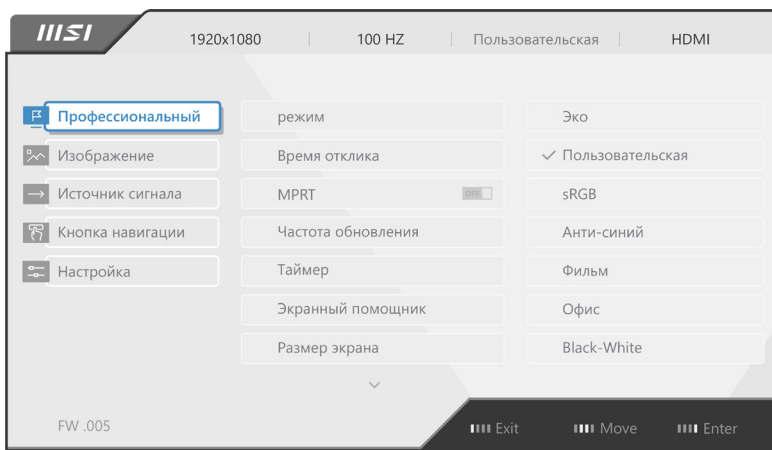 MSI
1920x1080 100 HZ Пользовательская HDMI
Профессиональный режим Эко
Изображение Время отклика Пользовательская
Источник сигнала MPRT OFF sRGB
Кнопка навигации Частота обновления Анти-синий
Настройка Таймер Фильм
Экранный помощник Офис
Размер экрана Black-White
FW .005 Exit Move Enter